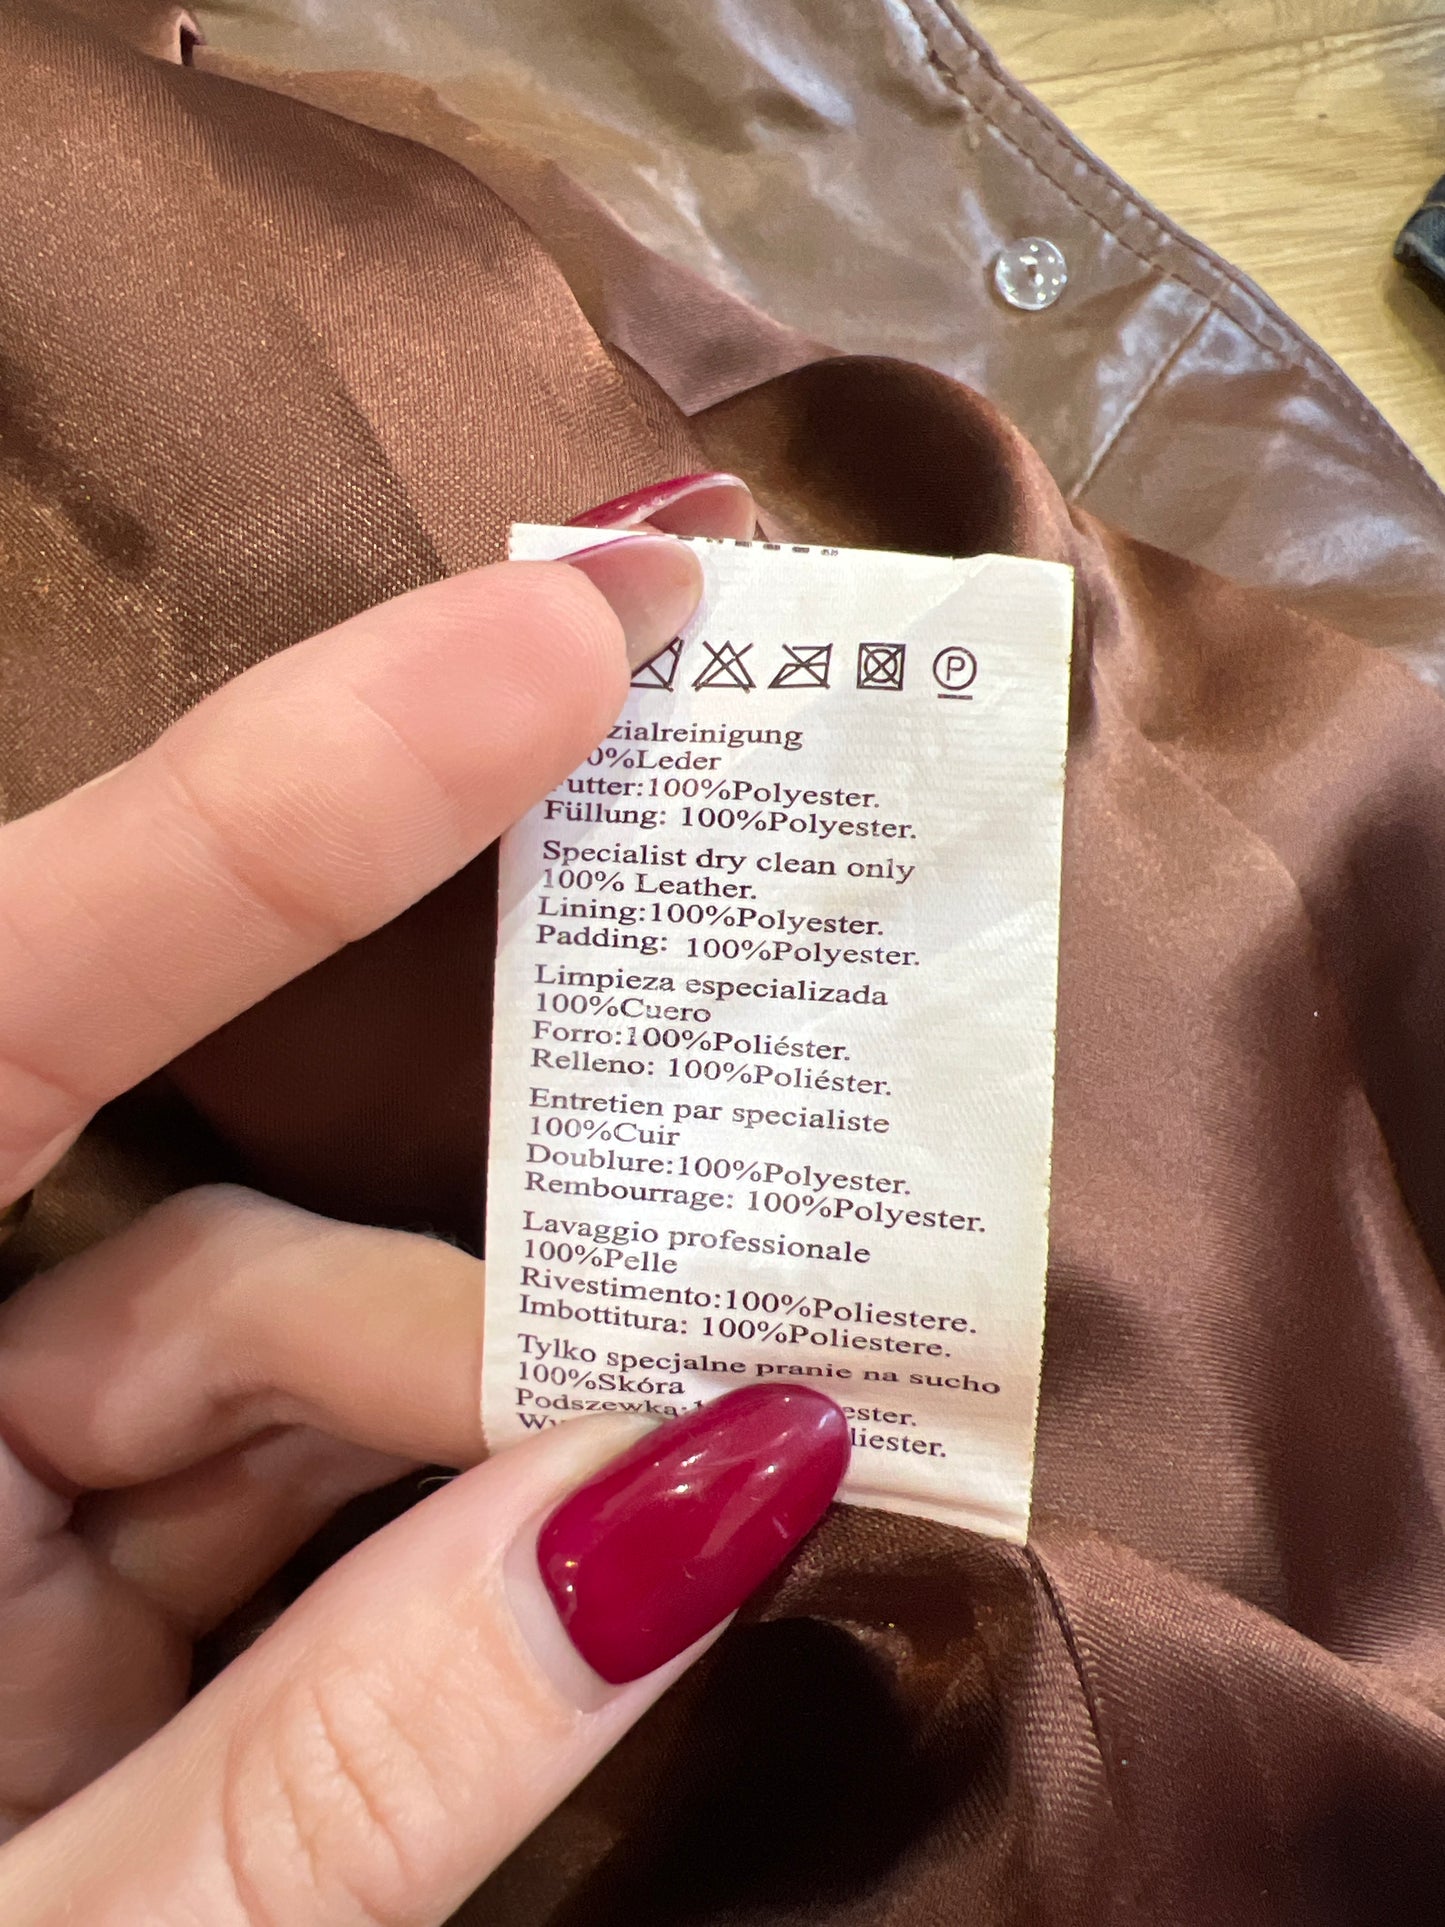 P
100%Leder
Futter:100%Polyester.
Füllung: 100%Polyester.
Specialist dry clean only
100% Leather.
Lining:100%Polyester.
Padding: 100%Polyester.
Limpieza especializada
100%Cuero
Forro:100%Poliéster.
Relleno: 100%Poliéster.
Entretien par specialiste
100%Cuir
Doublure:100%Polyester.
Rembourrage: 100%Polyester.
Lavaggio professionale
100%Pelle
Rivestimento:100%Poliestere.
Imbottitura: 100%Poliestere.
Tylko specjalne pranie na sucho
100%Skóra
Podszewka: